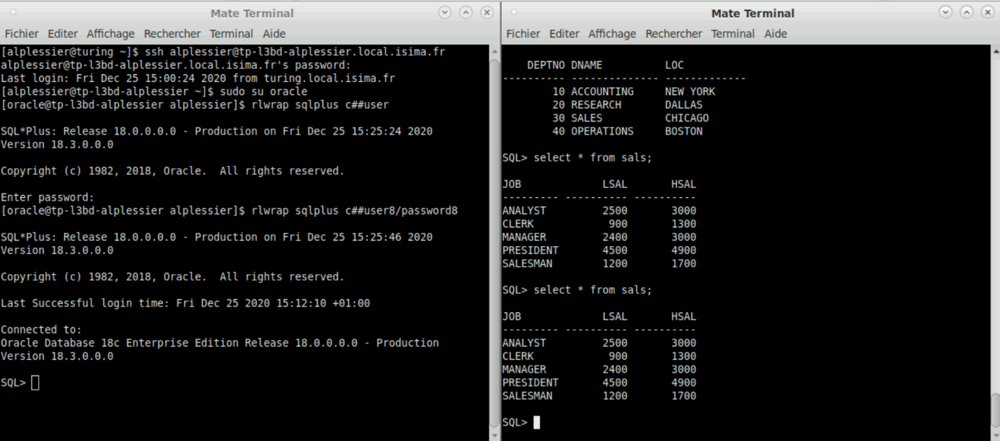 Mate Terminal
Fichier Editer Affichage Rechercher Terminal Aide
[alplessier@turing ~]$ ssh alplessier@tp-l3bd-alplessier.local.isima.fr
alplessier@tp-l3bd-alplessier.local.isima.fr's password:
Last login: Fri Dec 25 15:00:24 2020 from turing.local.isima.fr
[alplessier@tp-l3bd-alplessier ~]$ sudo su oracle
[oracle@tp-l3bd-alplessier alplessier]$ rlwrap sqlplus c##user
SQL*Plus: Release 18.0.0.0.0 - Production on Fri Dec 25 15:25:24 2020
Version 18.3.0.0.0
Copyright (c) 1982, 2018, Oracle.  All rights reserved.
Enter password:
[oracle@tp-l3bd-alplessier alplessier]$ rlwrap sqlplus c##user8/password8
SQL*Plus: Release 18.0.0.0.0 - Production on Fri Dec 25 15:25:46 2020
Version 18.3.0.0.0
Copyright (c) 1982, 2018, Oracle.  All rights reserved.
Last Successful login time: Fri Dec 25 2020 15:12:10 +01:00
Connected to:
Oracle Database 18c Enterprise Edition Release 18.0.0.0.0 - Production
Version 18.3.0.0.0
SQL>
Mate Terminal
Fichier Editer Affichage Rechercher Terminal Aide
DEPTNO DNAME LOC
---------- -------------- -------------
10 ACCOUNTING NEW YORK
20 RESEARCH DALLAS
30 SALES CHICAGO
40 OPERATIONS BOSTON
SQL> select * from sals;
JOB LSAL HSAL
--------- ---------- ----------
ANALYST 2500 3000
CLERK 900 1300
MANAGER 2400 3000
PRESIDENT 4500 4900
SALESMAN 1200 1700
SQL> select * from sals;
JOB LSAL HSAL
--------- ---------- ----------
ANALYST 2500 3000
CLERK 900 1300
MANAGER 2400 3000
PRESIDENT 4500 4900
SALESMAN 1200 1700
SQL>